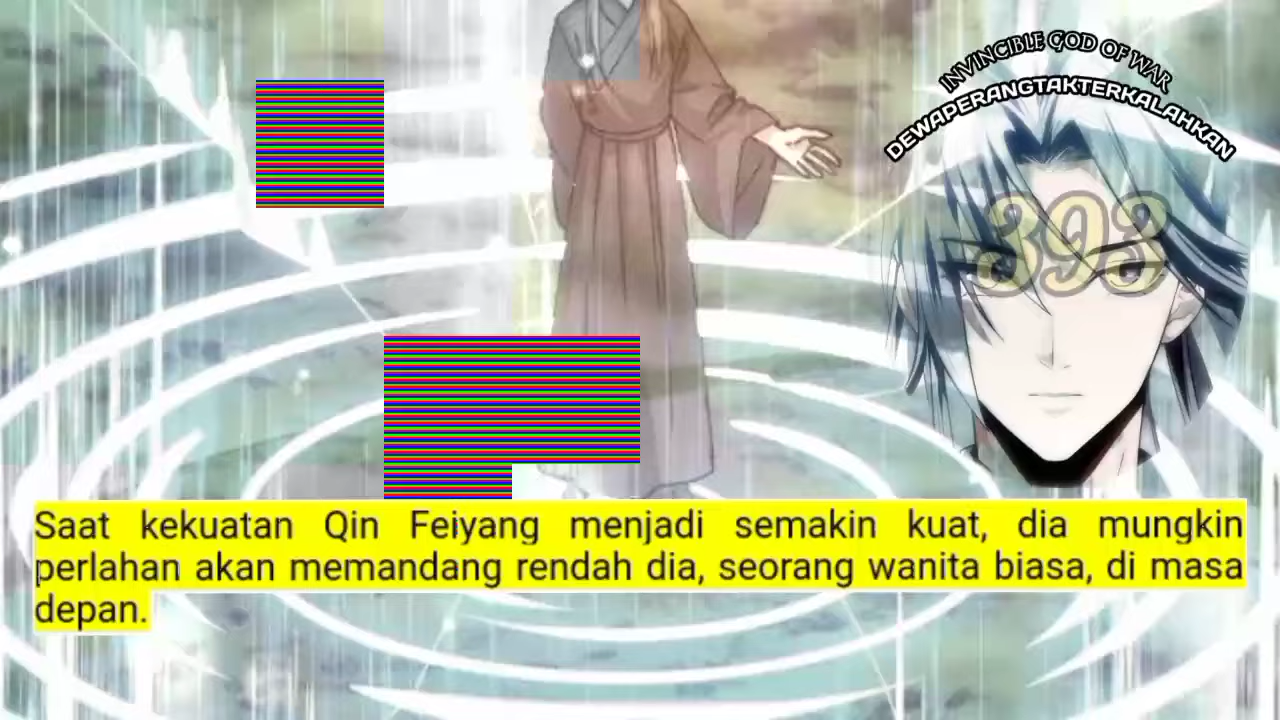 INVINCIBLE GOD OF WAR
DEWAPERANGTAKTERKALAHKAN
393
Saat kekuatan Qin Feiyang menjadi semakin kuat, dia mungkin
perlahan akan memandang rendah dia, seorang wanita biasa, di masa
depan.